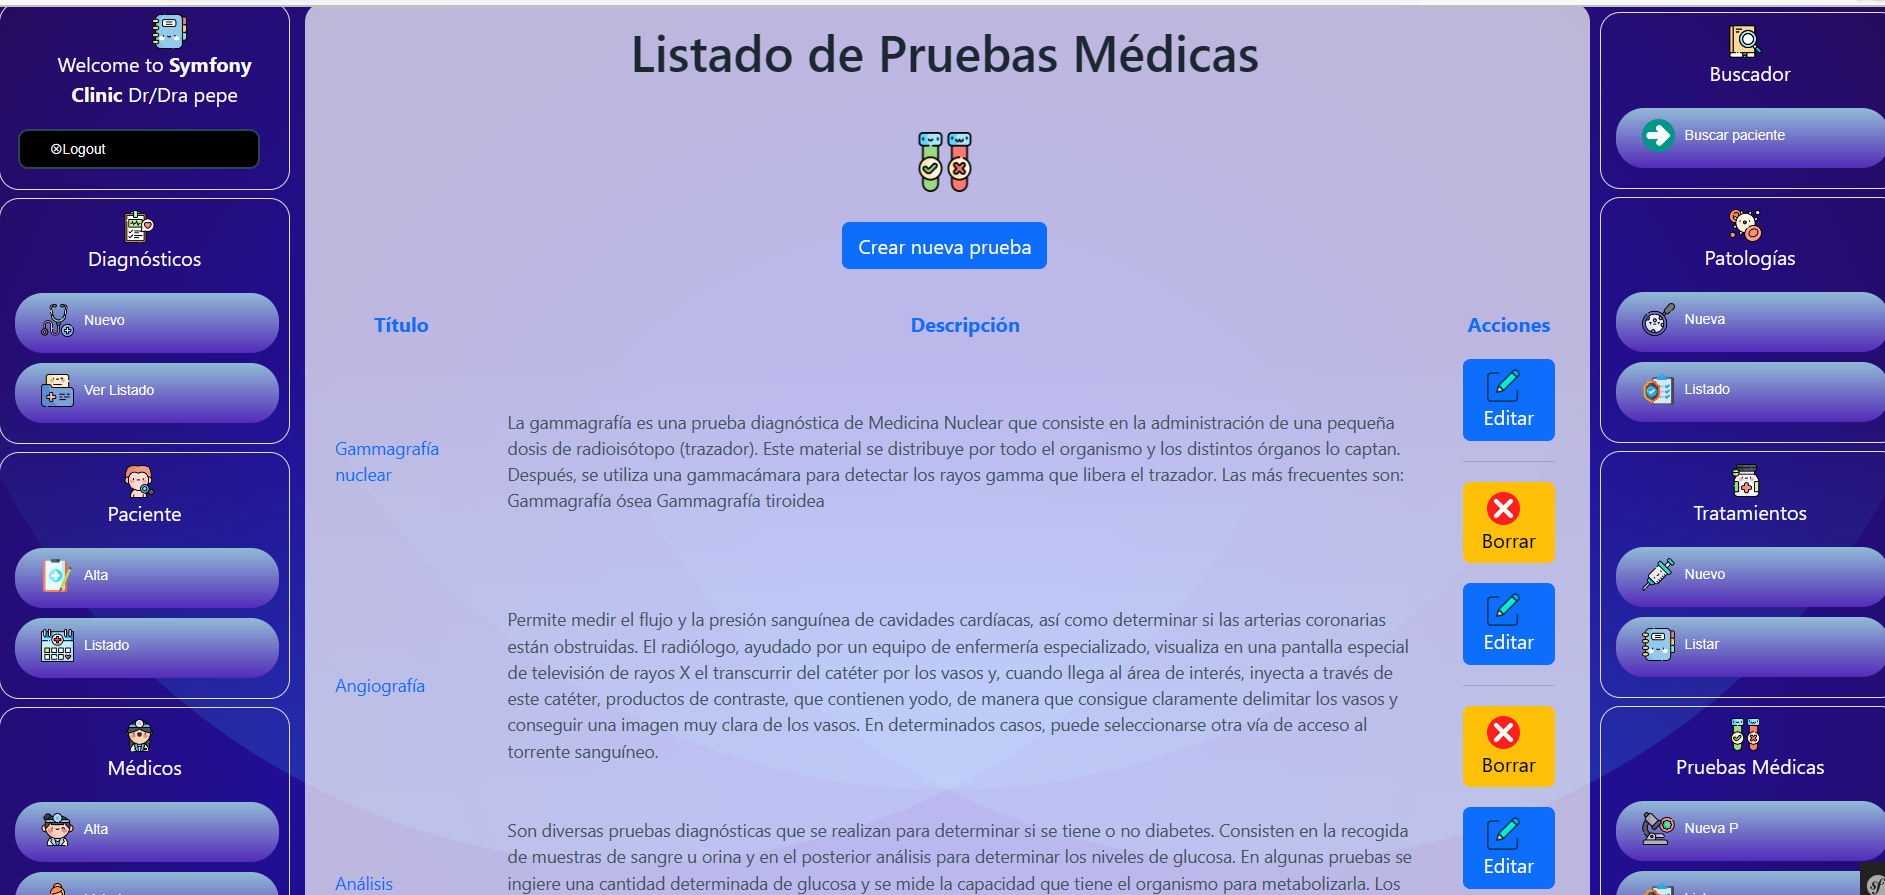 Welcome to Symfony
Clinic Dr/Dra pepe
⊗Logout
Diagnósticos
Nuevo
Ver Listado
Paciente
Alta
Listado
Médicos
Alta
Listado de Pruebas Médicas
Crear nueva prueba
Título Descripción Acciones
Gammagrafía
nuclear
La gammagrafía es una prueba diagnóstica de Medicina Nuclear que consiste en la administración de una pequeña
dosis de radioisótopo (trazador). Este material se distribuye por todo el organismo y los distintos órganos lo captan.
Después, se utiliza una gammacámara para detectar los rayos gamma que libera el trazador. Las más frecuentes son:
Gammagrafía ósea Gammagrafía tiroidea
Editar
Borrar
Angiografía
Permite medir el flujo y la presión sanguínea de cavidades cardíacas, así como determinar si las arterias coronarias
están obstruidas. El radiólogo, ayudado por un equipo de enfermería especializado, visualiza en una pantalla especial
de televisión de rayos X el transcurrir del catéter por los vasos y, cuando llega al área de interés, inyecta a través de
este catéter, productos de contraste, que contienen yodo, de manera que consigue claramente delimitar los vasos y
conseguir una imagen muy clara de los vasos. En determinados casos, puede seleccionarse otra vía de acceso al
torrente sanguíneo.
Editar
Borrar
Análisis
Son diversas pruebas diagnósticas que se realizan para determinar si se tiene o no diabetes. Consisten en la recogida
de muestras de sangre u orina y en el posterior análisis para determinar los niveles de glucosa. En algunas pruebas se
ingiere una cantidad determinada de glucosa y se mide la capacidad que tiene el organismo para metabolizarla. Los
Editar
Buscador
Buscar paciente
Patologías
Nueva
Listado
Tratamientos
Nuevo
Listar
Pruebas Médicas
Nueva P
sf